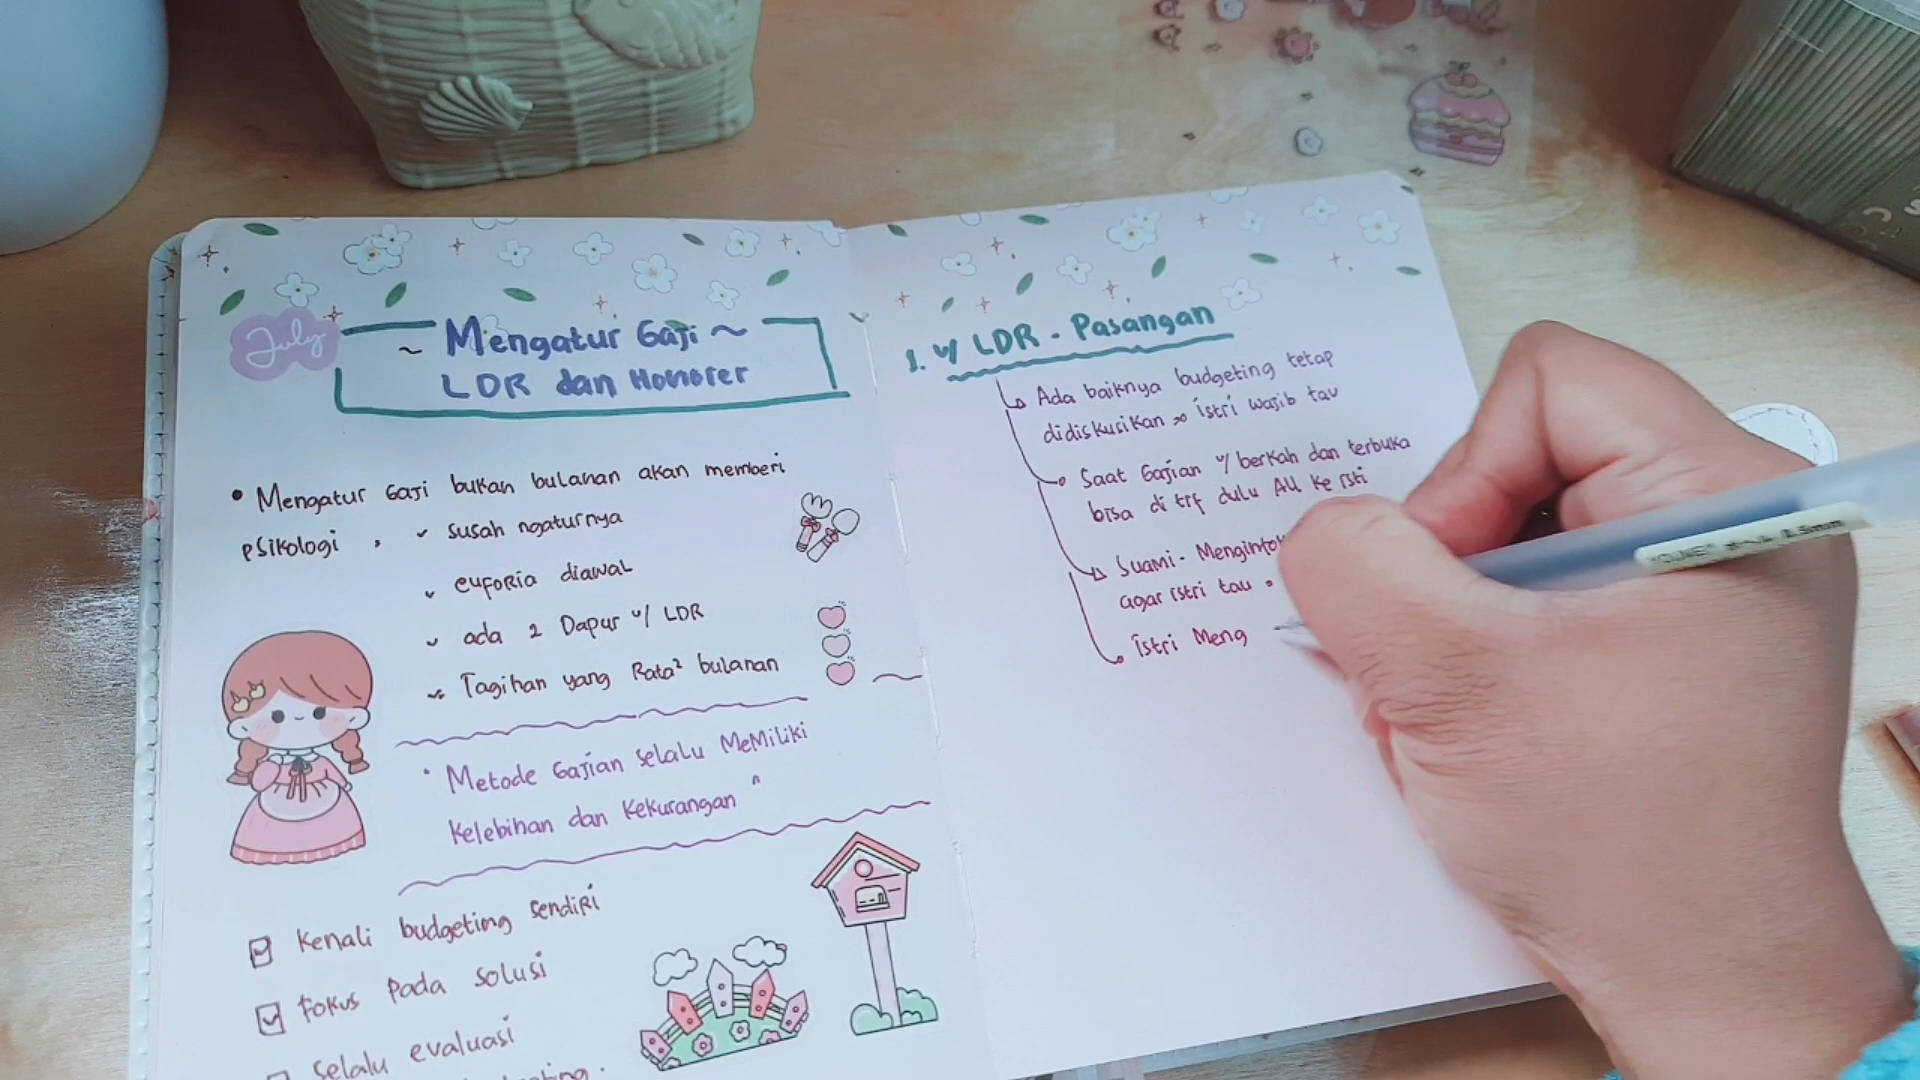 July
~ Mengatur Gaji ~
LDR dan Honorer
• Mengatur Gaji bukan bulanan akan memberi
psikologi , ✓ susah ngaturnya
✓ euforia diawal
✓ ada 2 Dapur u/ LDR
✓ Tagihan yang Rata² bulanan
" Metode Gajian selalu Memiliki
Kelebihan dan Kekurangan "
☑ Kenali budgeting sendiri
☑ Fokus Pada solusi
selalu evaluasi
1. u/ LDR - Pasangan
Ada baiknya budgeting tetap
didiskusikan istri wajib tau
Saat Gajian u/ berkah dan terbuka
bisa di trf dulu All ke isti
Suami - Menginfok
agar istri tau
istri Meng